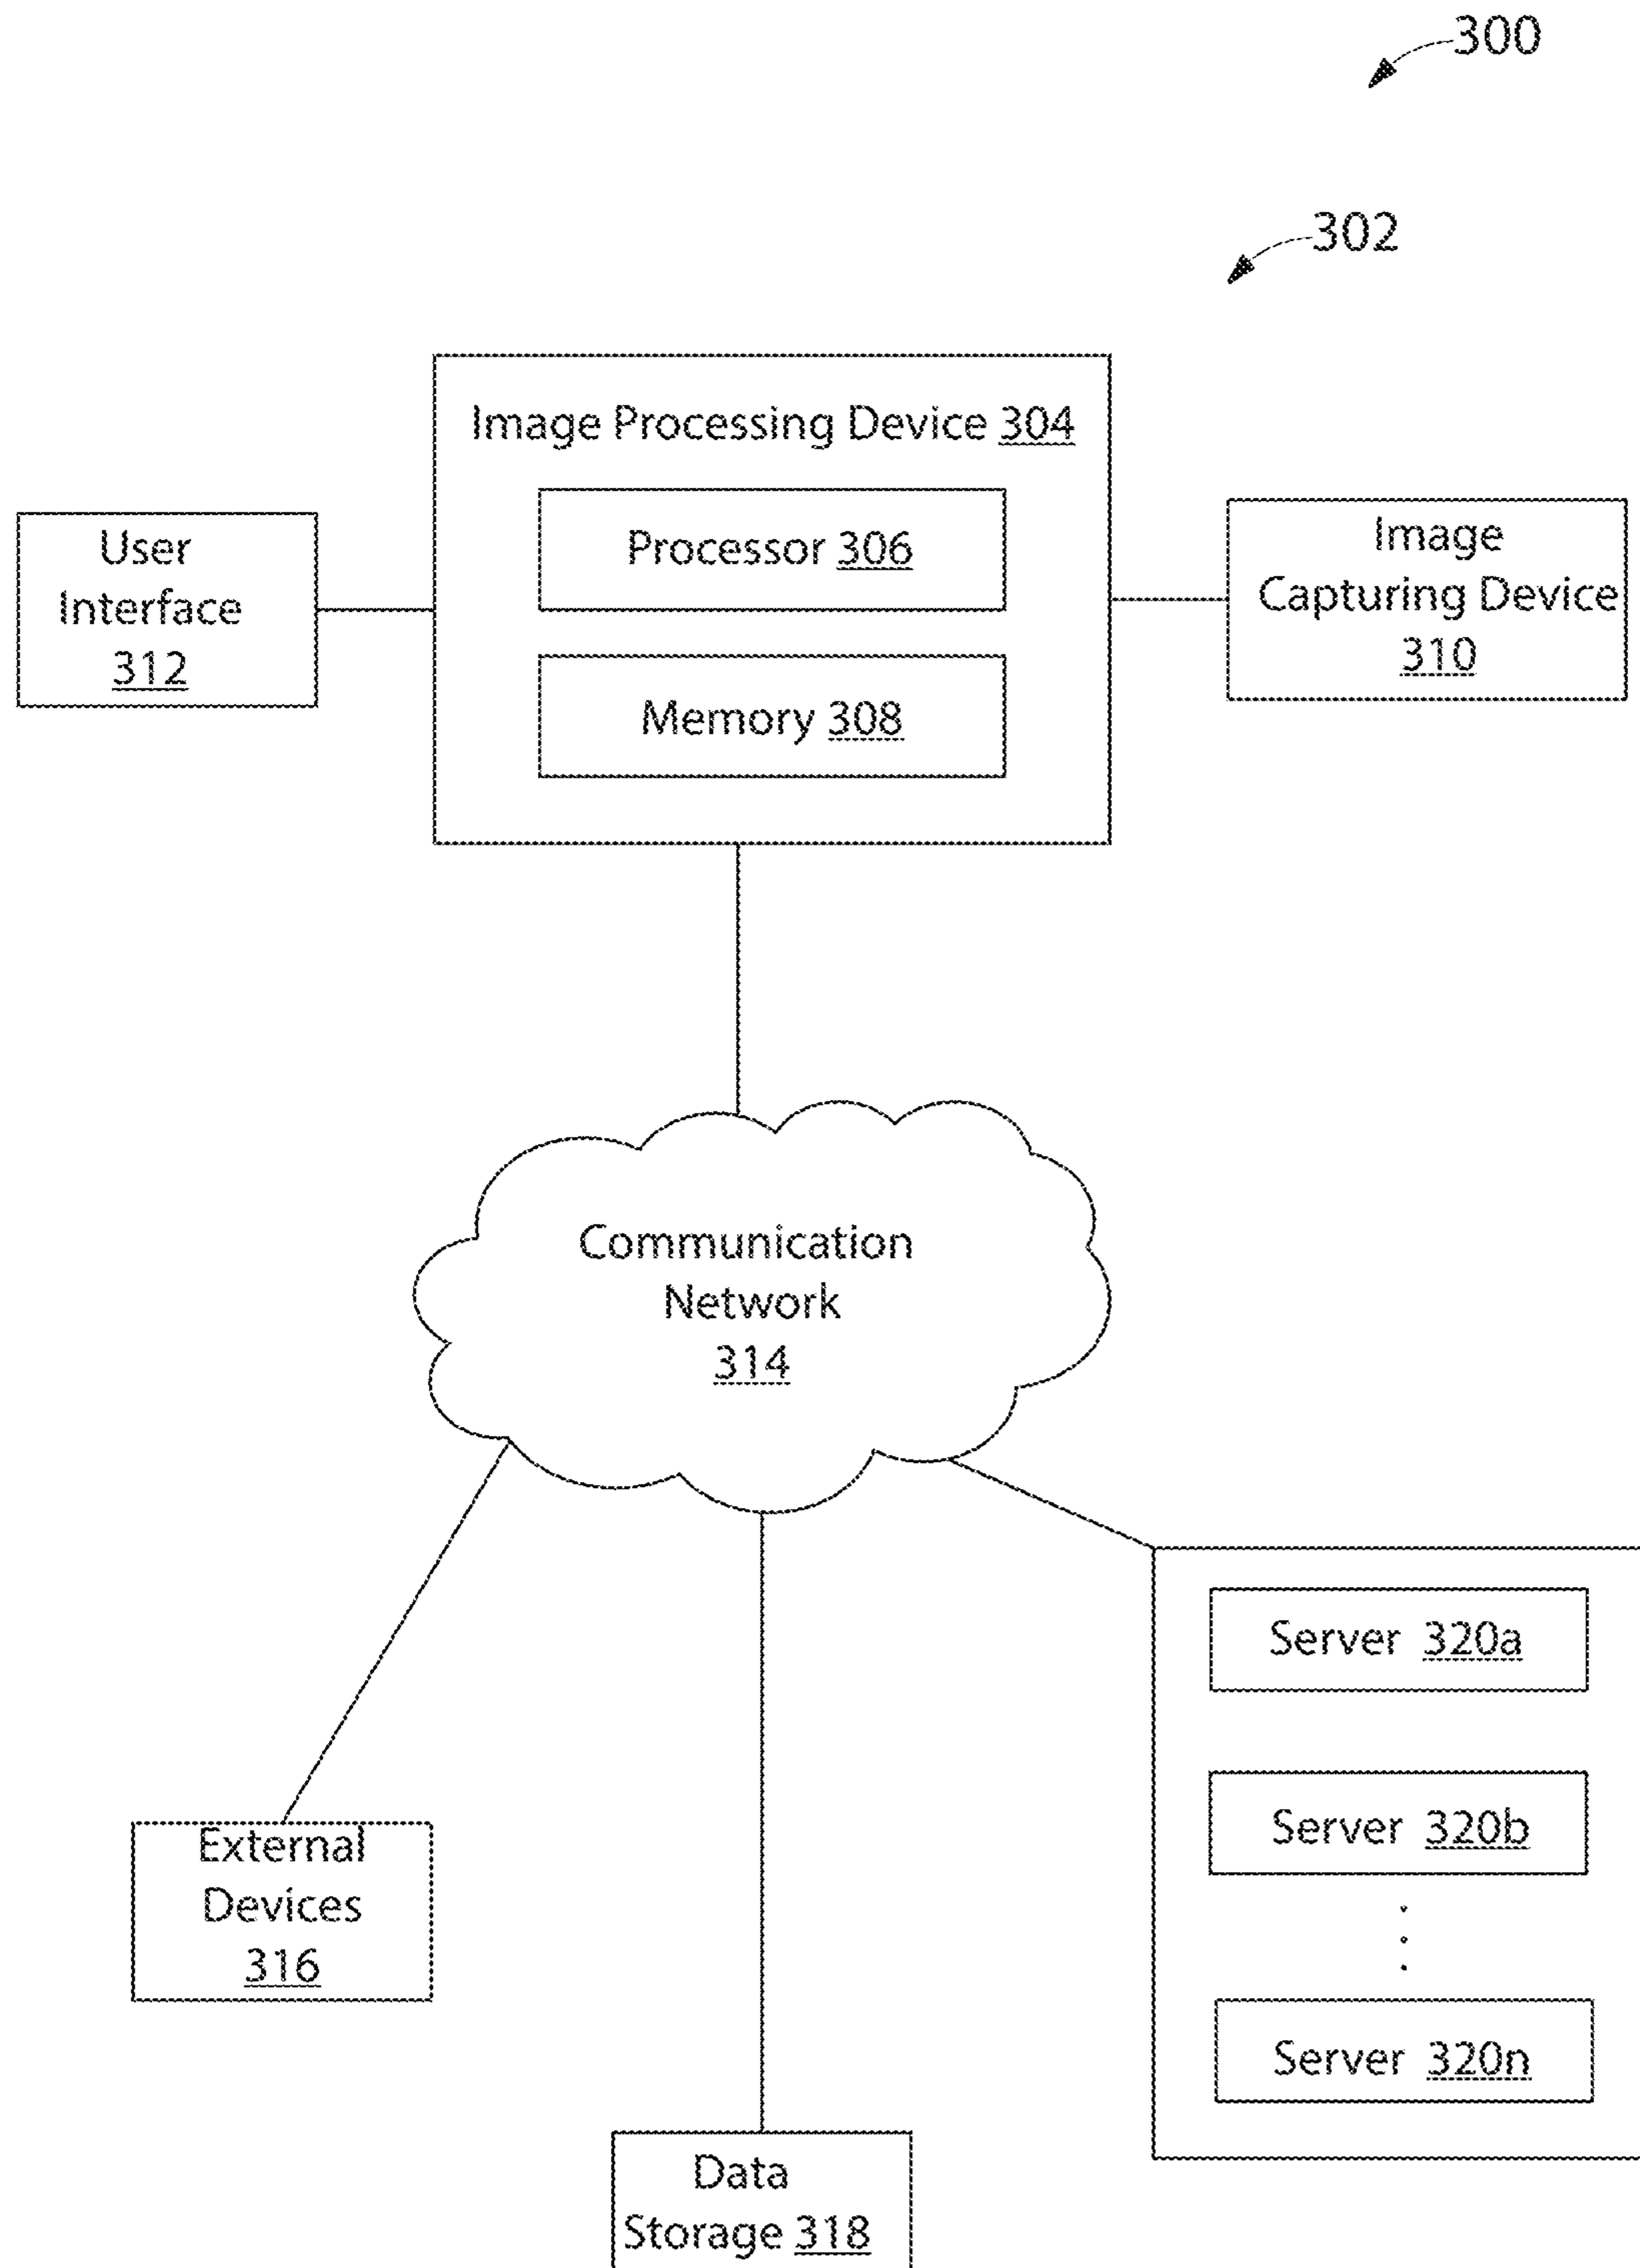 300
302
Image Processing Device 304
Processor 306
Memory 308
User
Interface
312
Image
Capturing Device
310
Communication
Network
314
External
Devices
316
Data
Storage 318
Server 320a
Server 320b
Server 320n